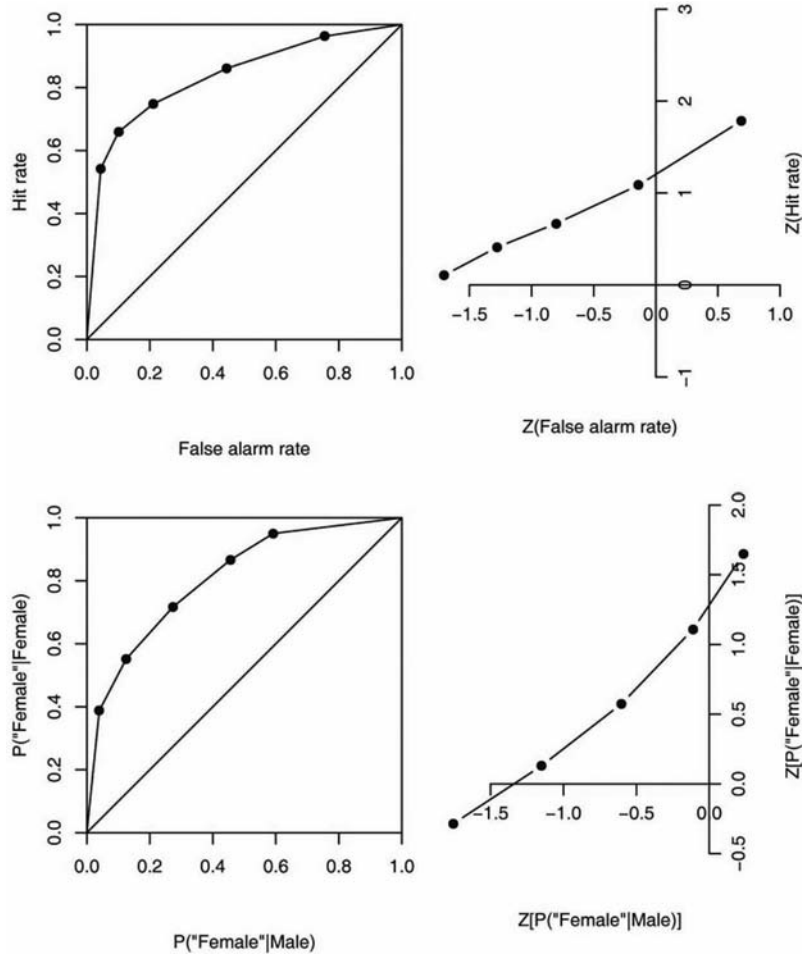 1.0
0.8
0.6
0.4
0.2
0.0
Hit rate
0.0 0.2 0.4 0.6 0.8 1.0
False alarm rate
3
2
1
0
-1
Z(Hit rate)
-1.5 -1.0 -0.5 0.0 0.5 1.0
Z(False alarm rate)
1.0
0.8
0.6
0.4
0.2
0.0
P("Female"|Female)
0.0 0.2 0.4 0.6 0.8 1.0
P("Female"|Male)
2.0
1.5
1.0
0.5
0.0
-0.5
Z[P("Female"|Female)]
-1.5 -1.0 -0.5 0.0
Z[P("Female"|Male)]